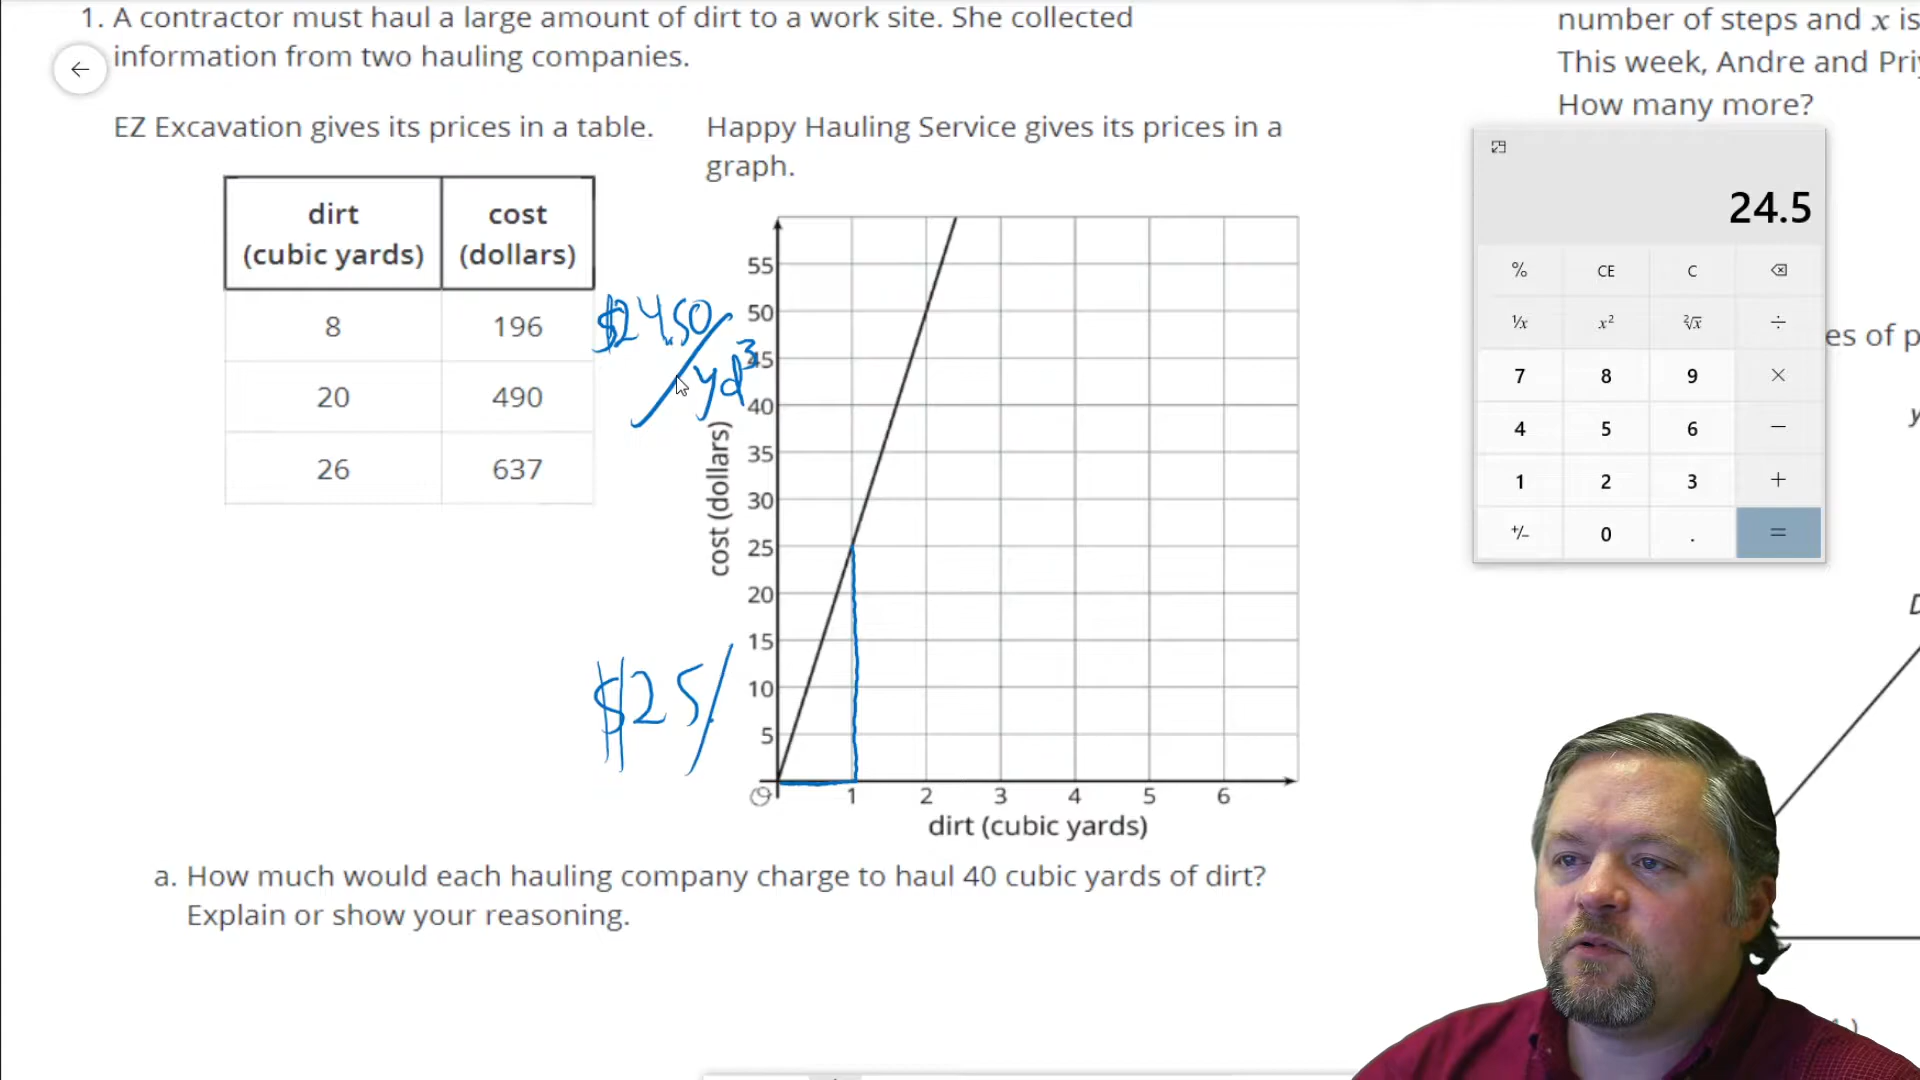 1. A contractor must haul a large amount of dirt to a work site. She collected
information from two hauling companies.
EZ Excavation gives its prices in a table.
dirt
(cubic yards)
cost
(dollars)
8
196
20
490
26
637
$24.50/
yd³
$25/
Happy Hauling Service gives its prices in a
graph.
cost (dollars)
55
50
45
40
35
30
25
20
15
10
5
0
1 2 3 4 5 6
dirt (cubic yards)
a. How much would each hauling company charge to haul 40 cubic yards of dirt?
Explain or show your reasoning.
number of steps and x is
This week, Andre and Pri
How many more?
24.5
% CE C
⅟x x² ²√x ÷
7 8 9 ×
4 5 6 −
1 2 3 +
+/− 0 . =
es of p
y